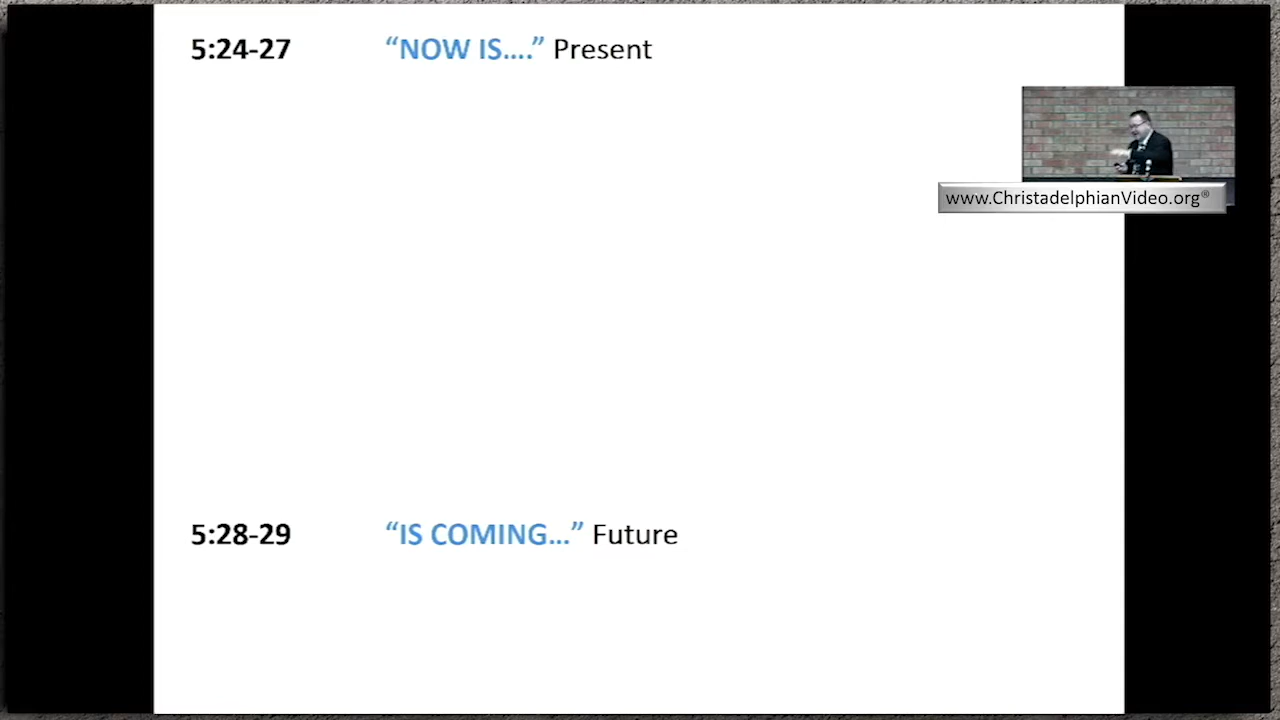 5:24-27 “NOW IS….” Present
www.ChristadelphianVideo.org®
5:28-29 “IS COMING…” Future